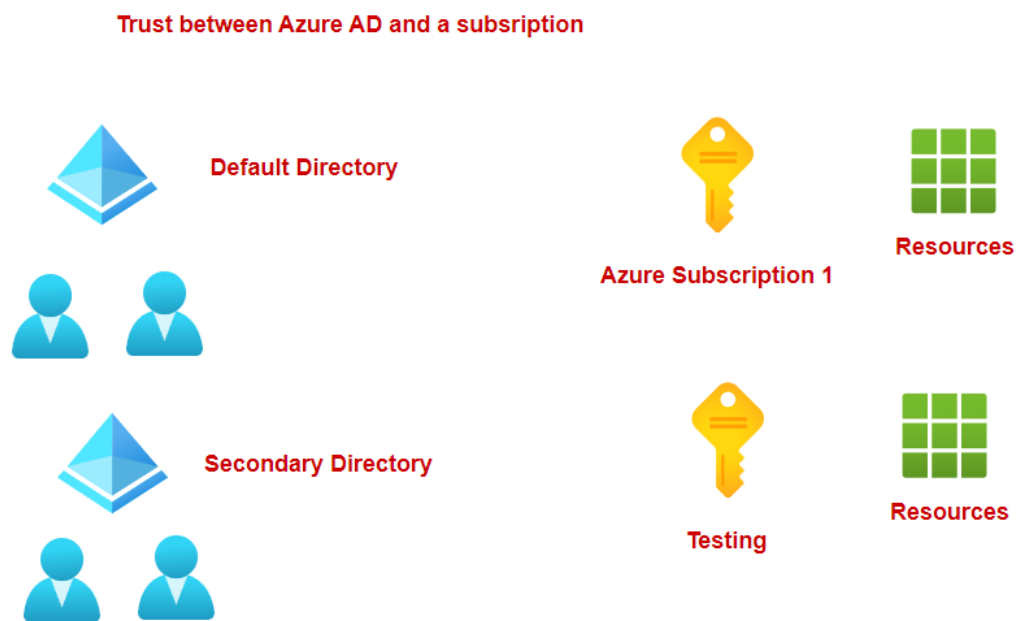 Trust between Azure AD and a subsription
Default Directory
Azure Subscription 1
Resources
Secondary Directory
Testing
Resources